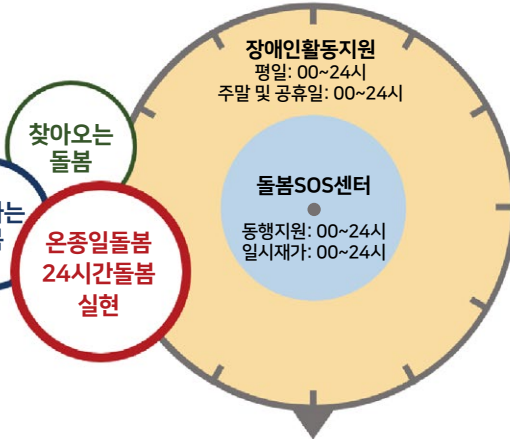 장애인활동지원
평일: 00~24시
주말 및 공휴일: 00~24시
찾아오는
돌봄
돌봄SOS센터
동행지원: 00~24시
일시재가: 00~24시
온종일돌봄
24시간돌봄
실현